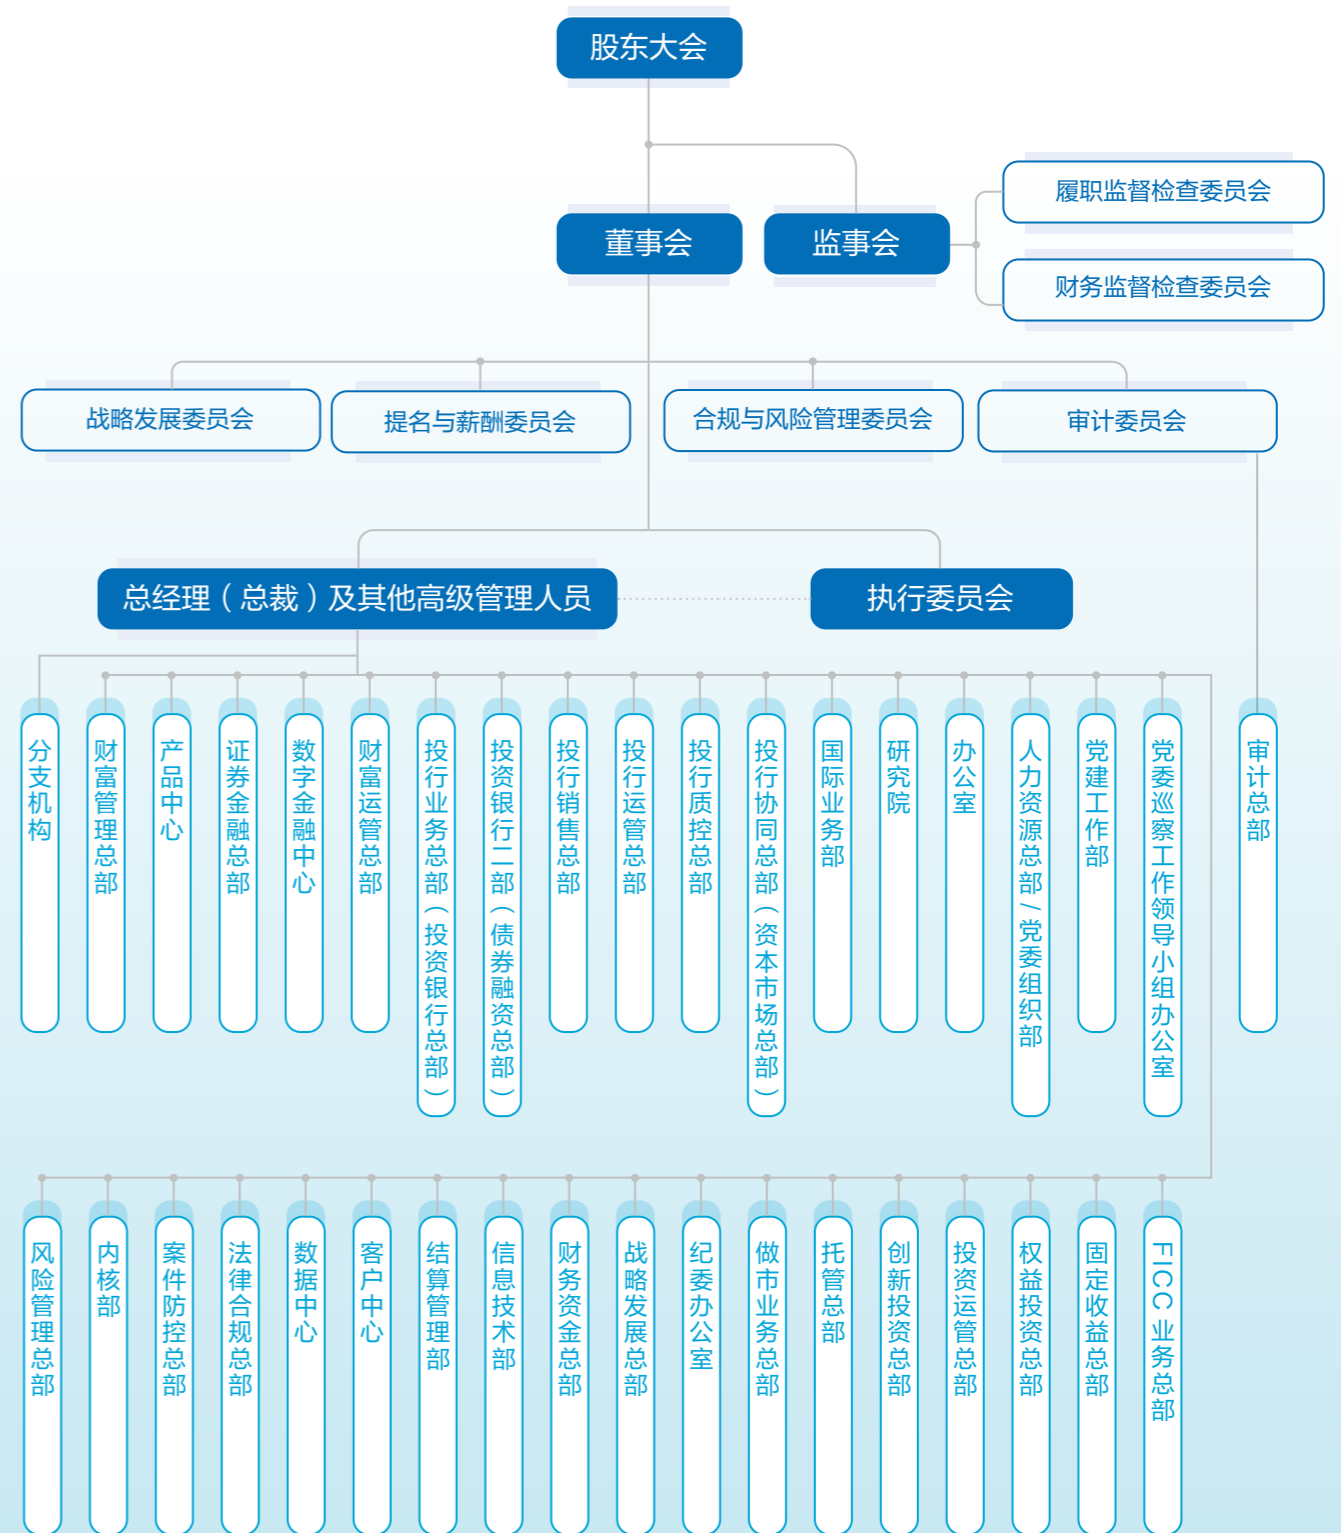 股东大会
董事会
监事会
履职监督检查委员会
财务监督检查委员会
战略发展委员会
提名与薪酬委员会
合规与风险管理委员会
审计委员会
总经理（总裁）及其他高级管理人员
执行委员会
分支机构
财富管理总部
产品中心
证券金融总部
数字金融中心
财富运管总部
投行业务总部（投资银行总部）
投资银行二部（债券融资总部）
投行销售总部
投行运管总部
投行质控总部
投行协同总部（资本市场总部）
国际业务部
研究院
办公室
人力资源总部/党委组织部
党建工作部
党委巡察工作领导小组办公室
审计总部
风险管理总部
内核部
案件防控总部
法律合规总部
数据中心
客户中心
结算管理部
信息技术部
财务资金总部
战略发展总部
纪委办公室
做市业务总部
托管总部
创新投资总部
投资运管总部
权益投资总部
固定收益总部
FICC 业务总部